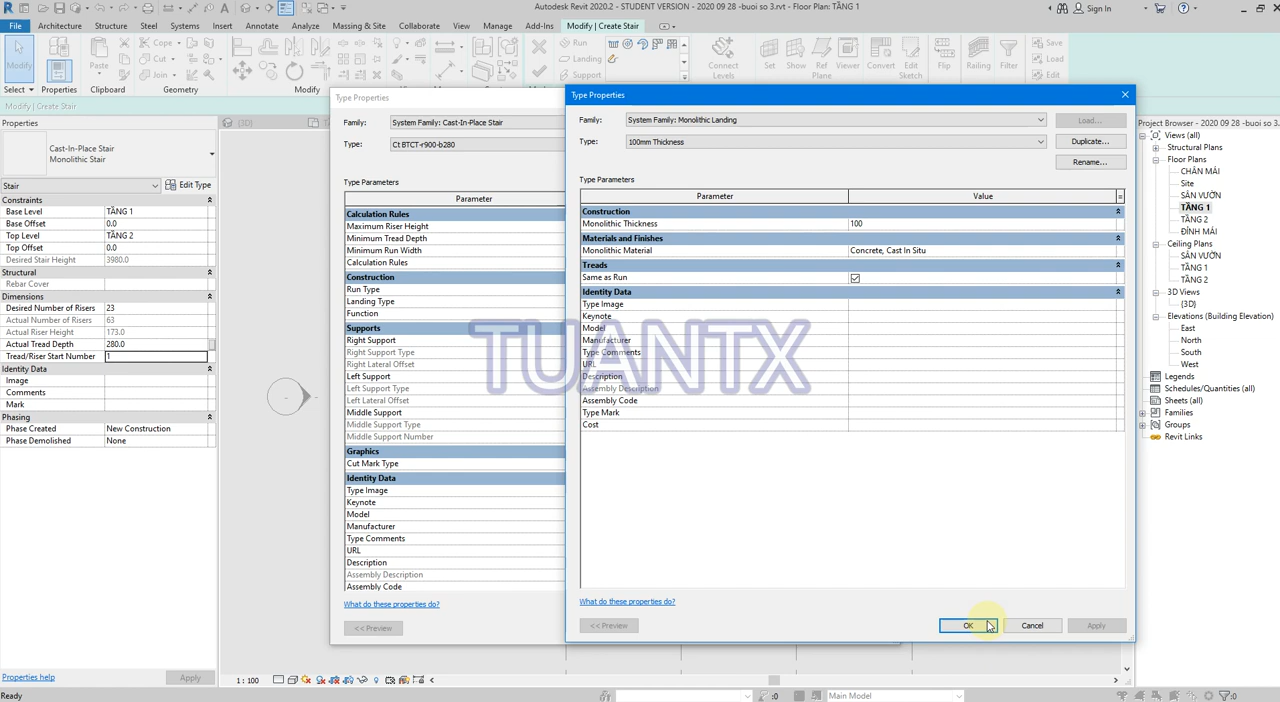 Autodesk Revit 2020.2 - STUDENT VERSION - 2020 09 28 -buoi so 3.rvt - Floor Plan: TẦNG 1
Sign In
File Architecture Structure Steel Systems Insert Annotate Analyze Massing & Site Collaborate View Manage Add-Ins Modify | Create Stair
Modify
Paste
Cope
Cut
Join
Run
Landing
Support
Connect Levels
Set Show Ref Plane Viewer Convert Edit Sketch Flip Railing Filter
Save
Load
Edit
Select Properties Clipboard Geometry Modify
Modify | Create Stair
Properties
Cast-In-Place Stair
Monolithic Stair
Stair
Edit Type
Constraints
Base Level TẦNG 1
Base Offset 0.0
Top Level TẦNG 2
Top Offset 0.0
Desired Stair Height 3980.0
Structural
Rebar Cover
Dimensions
Desired Number of Risers 23
Actual Number of Risers 63
Actual Riser Height 173.0
Actual Tread Depth 280.0
Tread/Riser Start Number 1
Identity Data
Image
Comments
Mark
Phasing
Phase Created New Construction
Phase Demolished None
Properties help
Apply
{3D}
Type Properties
Family: System Family: Cast-In-Place Stair
Type: Ct BTCT-r900-b280
Type Parameters
Parameter
Calculation Rules
Maximum Riser Height
Minimum Tread Depth
Minimum Run Width
Calculation Rules
Construction
Run Type
Landing Type
Function
Supports
Right Support
Right Support Type
Right Lateral Offset
Left Support
Left Support Type
Left Lateral Offset
Middle Support
Middle Support Type
Middle Support Number
Graphics
Cut Mark Type
Identity Data
Type Image
Keynote
Model
Manufacturer
Type Comments
URL
Description
Assembly Description
Assembly Code
What do these properties do?
<< Preview
Type Properties
Family: System Family: Monolithic Landing
Load...
Type: 100mm Thickness
Duplicate...
Rename...
Type Parameters
Parameter Value =
Construction
Monolithic Thickness 100
Materials and Finishes
Monolithic Material Concrete, Cast In Situ
Treads
Same as Run
Identity Data
Type Image
Keynote
Model
Manufacturer
Type Comments
URL
Description
Assembly Description
Assembly Code
Type Mark
Cost
TUANTX
What do these properties do?
<< Preview
OK Cancel Apply
Project Browser - 2020 09 28 -buoi so 3...
Views (all)
Structural Plans
Floor Plans
CHÂN MÁI
Site
SÂN VƯỜN
TẦNG 1
TẦNG 2
ĐỈNH MÁI
Ceiling Plans
SÂN VƯỜN
TẦNG 1
TẦNG 2
3D Views
{3D}
Elevations (Building Elevation)
East
North
South
West
Legends
Schedules/Quantities (all)
Sheets (all)
Families
Groups
Revit Links
1 : 100
Ready
:0
Main Model
:0